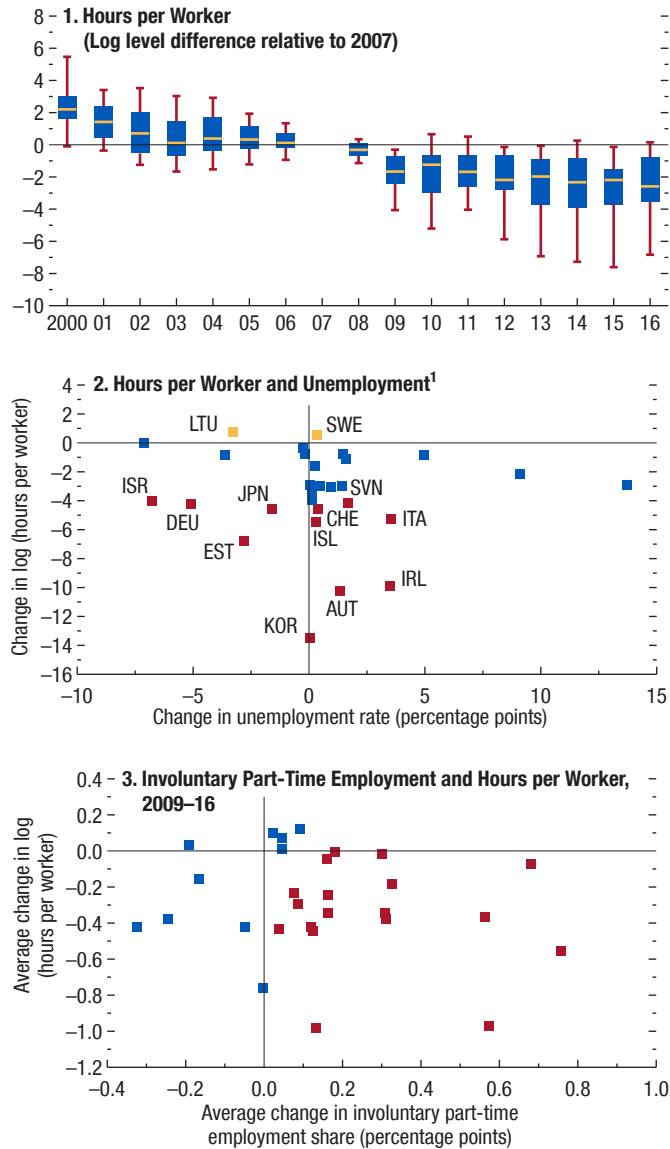 1. Hours per Worker
(Log level difference relative to 2007)
8
6
4
2
0
−2
−4
−6
−8
−10
2000 01 02 03 04 05 06 07 08 09 10 11 12 13 14 15 16
2. Hours per Worker and Unemployment¹
Change in log (hours per worker)
4
2
0
−2
−4
−6
−8
−10
−12
−14
−16
LTU
SWE
ISR
DEU
JPN
SVN
EST
CHE
ISL
ITA
IRL
AUT
KOR
−10 −5 0 5 10 15
Change in unemployment rate (percentage points)
3. Involuntary Part-Time Employment and Hours per Worker,
2009–16
Average change in log
(hours per worker)
0.4
0.2
0.0
−0.2
−0.4
−0.6
−0.8
−1.0
−1.2
−0.4 −0.2 0.0 0.2 0.4 0.6 0.8 1.0
Average change in involuntary part-time
employment share (percentage points)